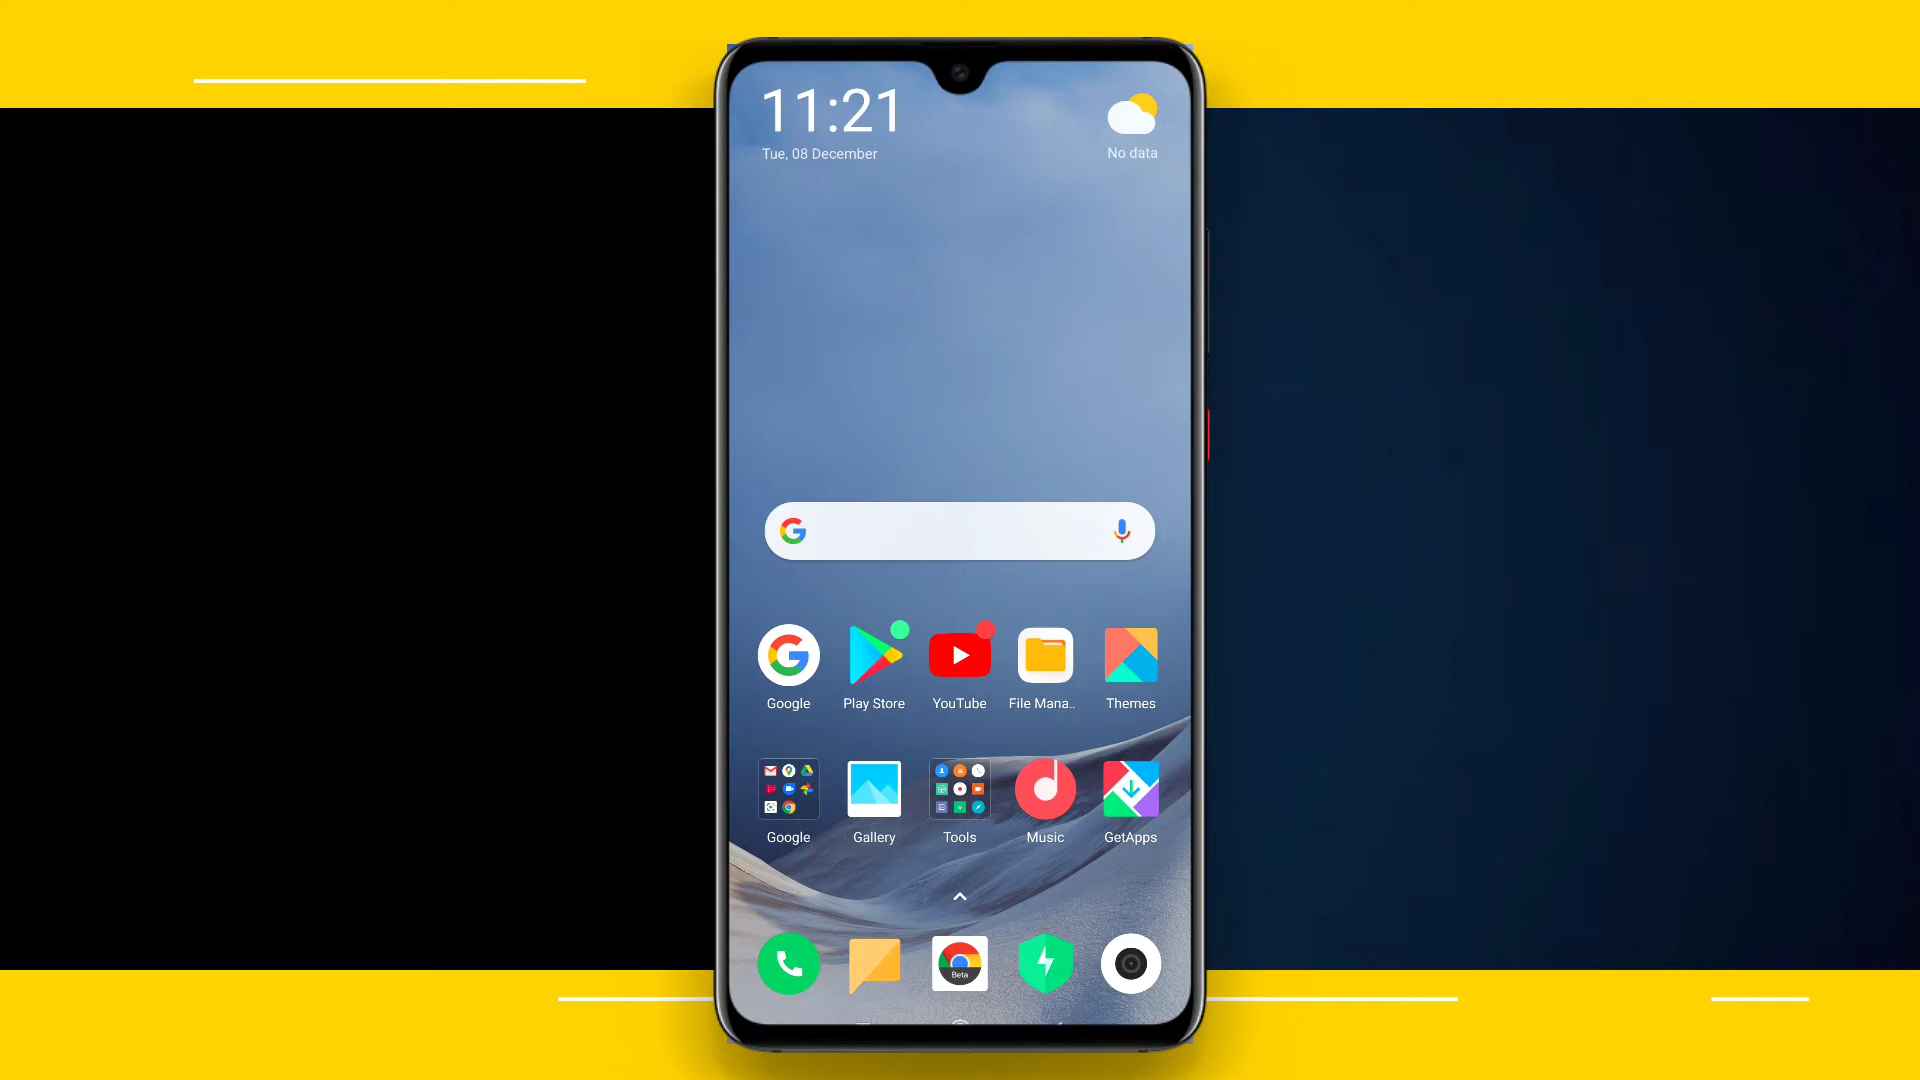 11:21
Tue, 08 December
No data
Google
Play Store
YouTube
File Mana..
Themes
Google
Gallery
Tools
Music
GetApps
Beta